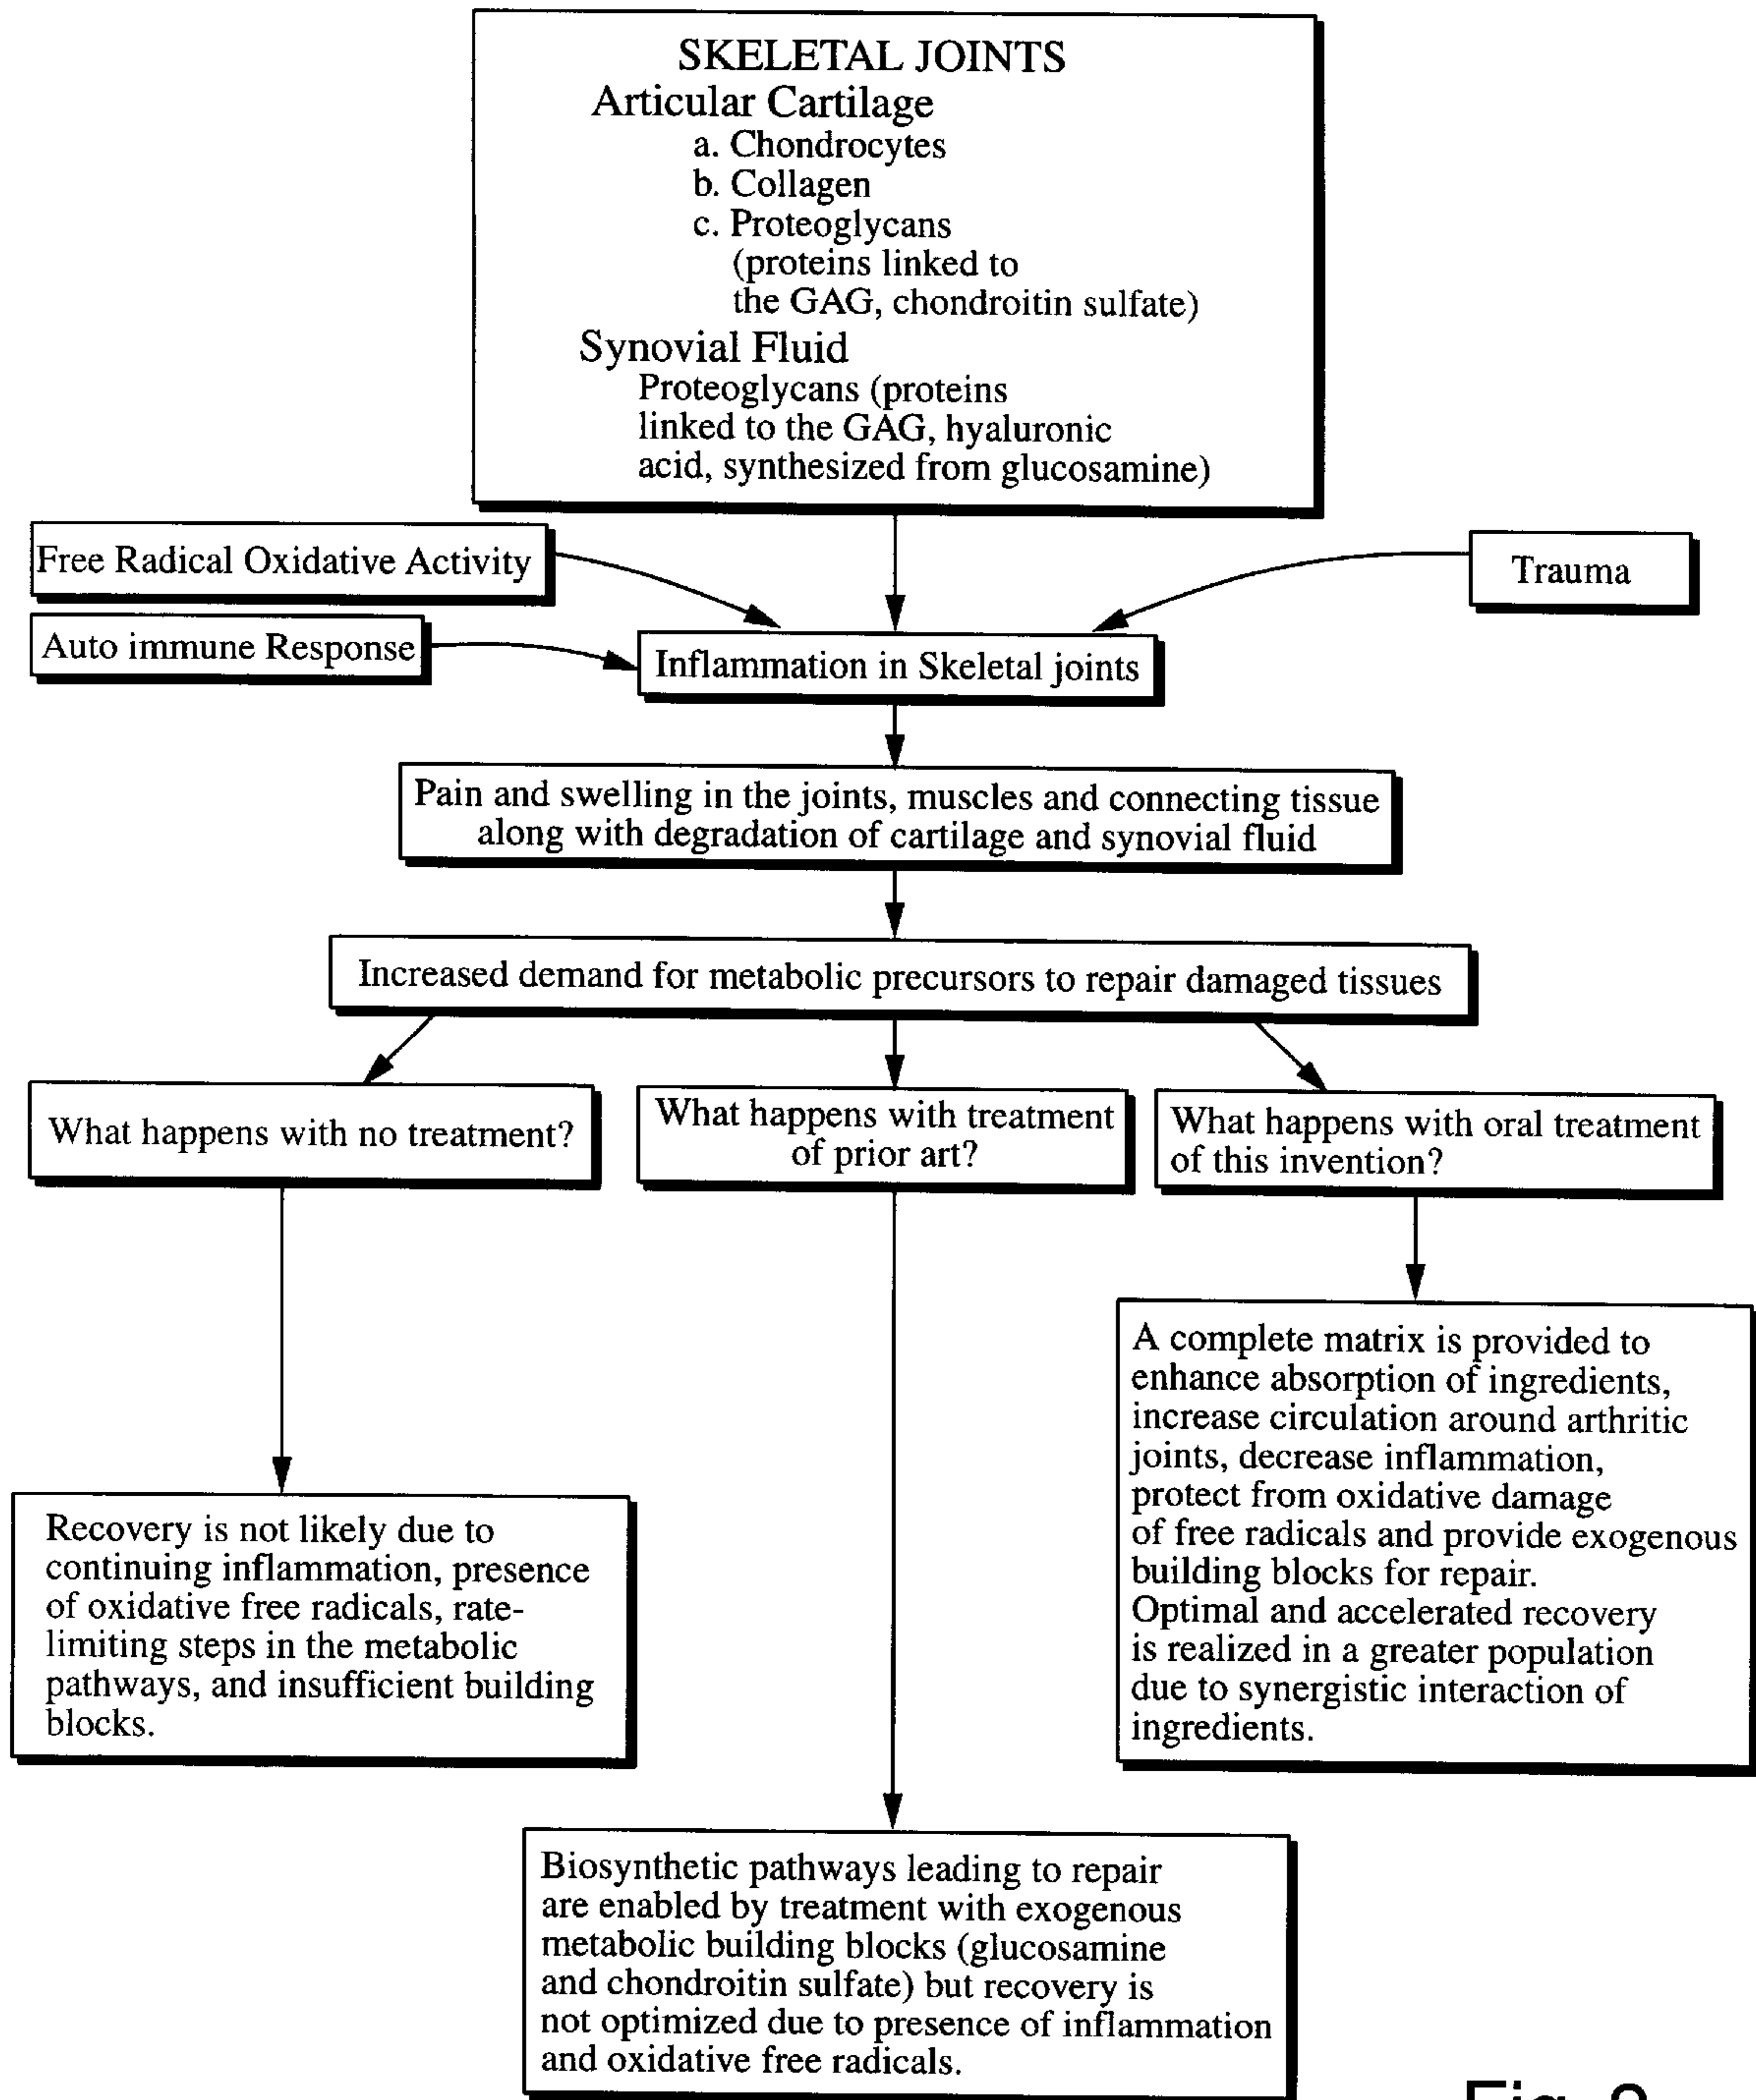 SKELETAL JOINTS
Articular Cartilage
a. Chondrocytes
b. Collagen
c. Proteoglycans
(proteins linked to
the GAG, chondroitin sulfate)
Synovial Fluid
Proteoglycans (proteins
linked to the GAG, hyaluronic
acid, synthesized from glucosamine)
Free Radical Oxidative Activity
Trauma
Auto immune Response
Inflammation in Skeletal joints
Pain and swelling in the joints, muscles and connecting tissue
along with degradation of cartilage and synovial fluid
Increased demand for metabolic precursors to repair damaged tissues
What happens with no treatment?
What happens with treatment
of prior art?
What happens with oral treatment
of this invention?
A complete matrix is provided to
enhance absorption of ingredients,
increase circulation around arthritic
joints, decrease inflammation,
protect from oxidative damage
of free radicals and provide exogenous
building blocks for repair.
Optimal and accelerated recovery
is realized in a greater population
due to synergistic interaction of
ingredients.
Recovery is not likely due to
continuing inflammation, presence
of oxidative free radicals, rate-
limiting steps in the metabolic
pathways, and insufficient building
blocks.
Biosynthetic pathways leading to repair
are enabled by treatment with exogenous
metabolic building blocks (glucosamine
and chondroitin sulfate) but recovery is
not optimized due to presence of inflammation
and oxidative free radicals.
Fig.